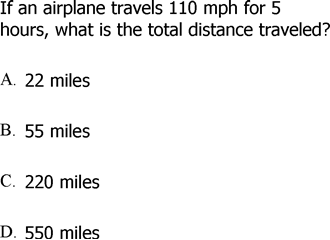 If an airplane travels 110 mph for 5
hours, what is the total distance traveled?
A. 22 miles
B. 55 miles
C. 220 miles
D. 550 miles